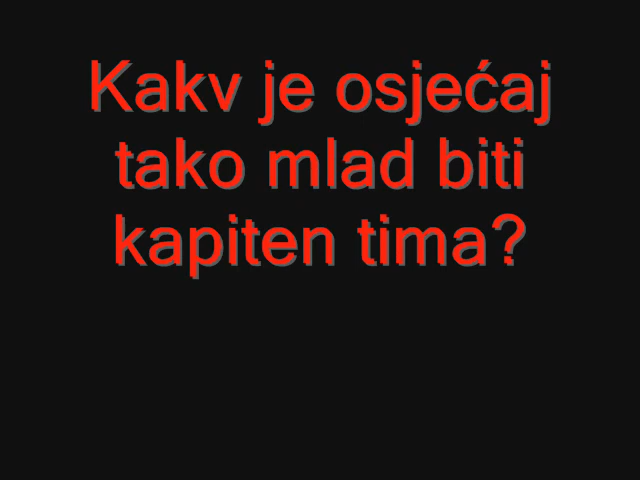 Kakv je osjećaj
tako mlad biti
kapiten tima?